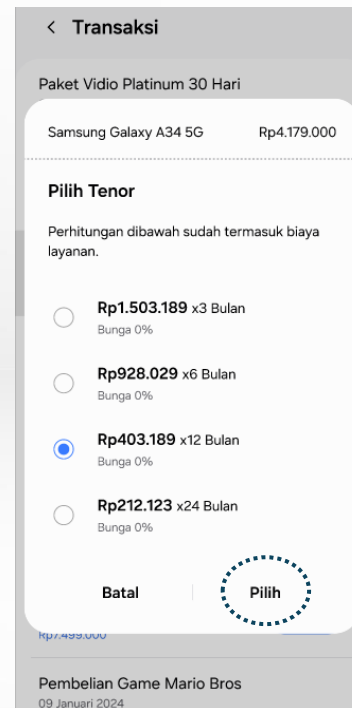 Transaksi
Paket Vidio Platinum 30 Hari
Samsung Galaxy A34 5G Rp4.179.000
Pilih Tenor
Perhitungan dibawah sudah termasuk biaya
layanan.
Rp1.503.189 x3 Bulan
Bunga 0%
Rp928.029 x6 Bulan
Bunga 0%
Rp403.189 x12 Bulan
Bunga 0%
Rp212.123 x24 Bulan
Bunga 0%
Batal Pilih
Rp7.499.000
Pembelian Game Mario Bros
09 Januari 2024